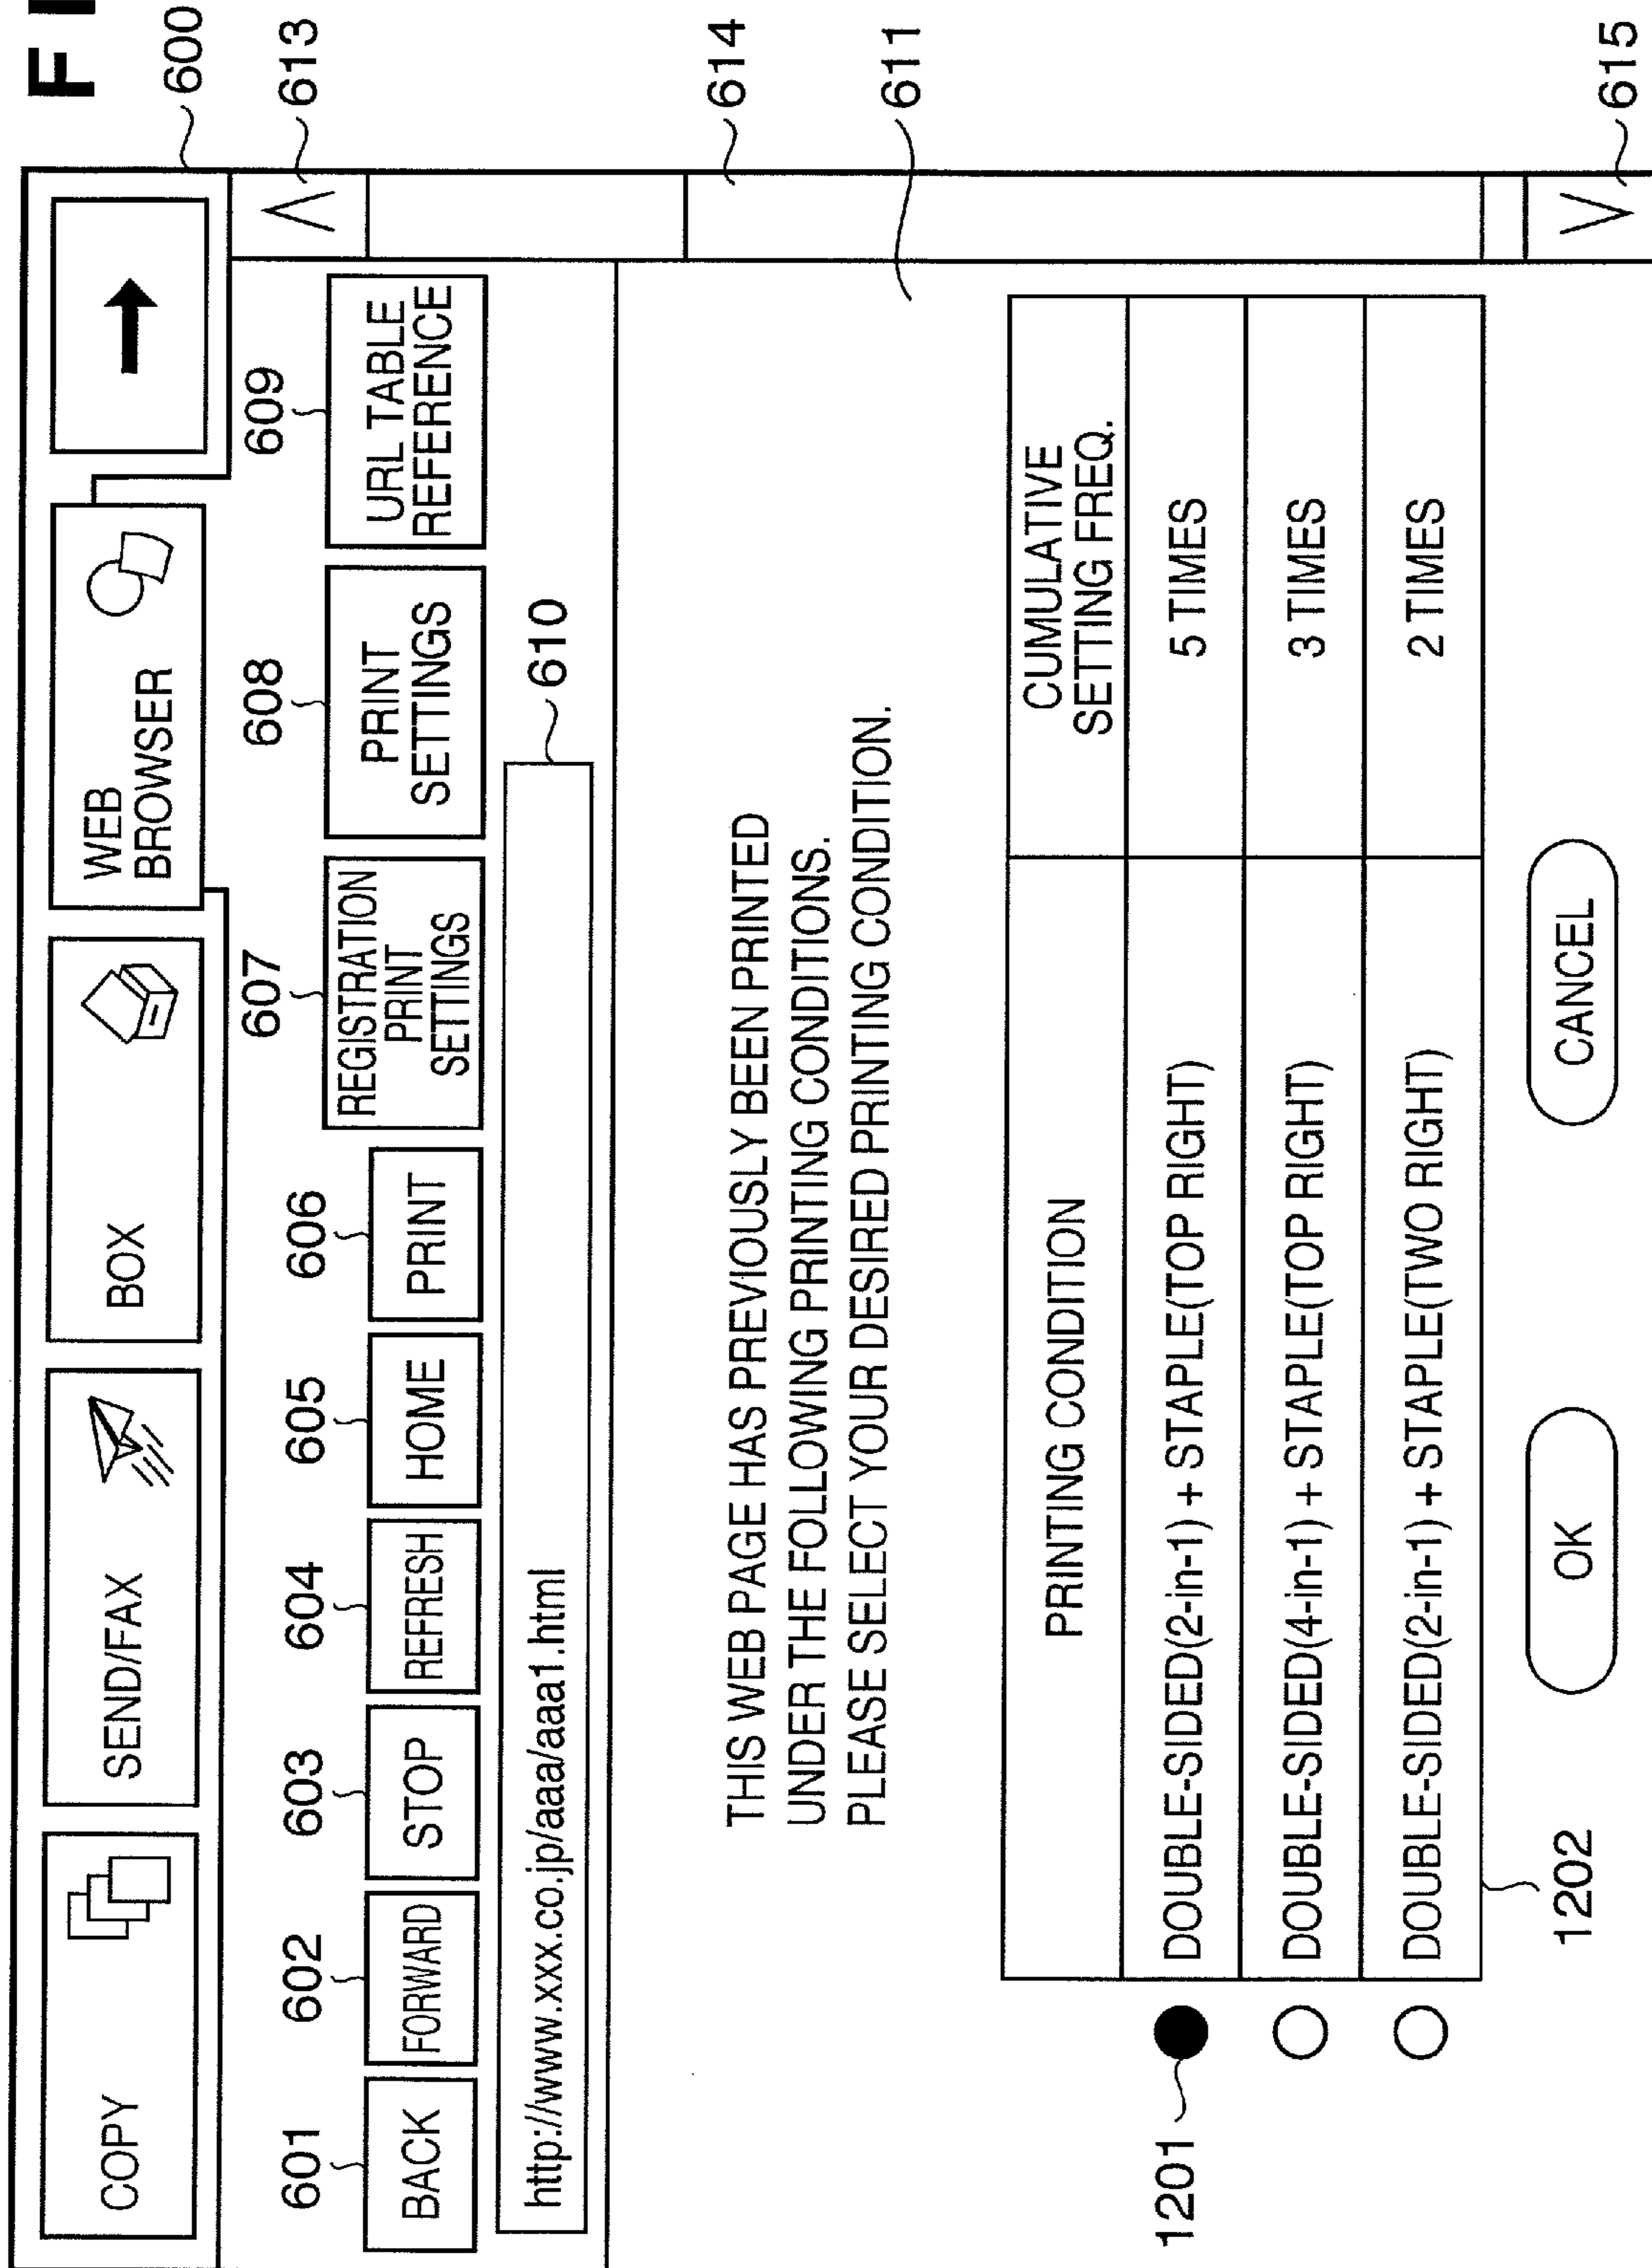 F I
600
COPY
SEND/FAX
BOX
WEB
BROWSER
613
601
602
603
604
605
606
607
608
609
BACK
FORWARD
STOP
REFRESH
HOME
PRINT
REGISTRATION
PRINT
SETTINGS
PRINT
SETTINGS
URL TABLE
REFERENCE
http://www.xxx.co.jp/aaa/aaa1.html
610
614
THIS WEB PAGE HAS PREVIOUSLY BEEN PRINTED
UNDER THE FOLLOWING PRINTING CONDITIONS.
PLEASE SELECT YOUR DESIRED PRINTING CONDITION.
611
PRINTING CONDITION
CUMULATIVE
SETTING FREQ.
1201
DOUBLE-SIDED(2-in-1) + STAPLE(TOP RIGHT)
5 TIMES
DOUBLE-SIDED(4-in-1) + STAPLE(TOP RIGHT)
3 TIMES
DOUBLE-SIDED(2-in-1) + STAPLE(TWO RIGHT)
2 TIMES
1202
OK
CANCEL
615